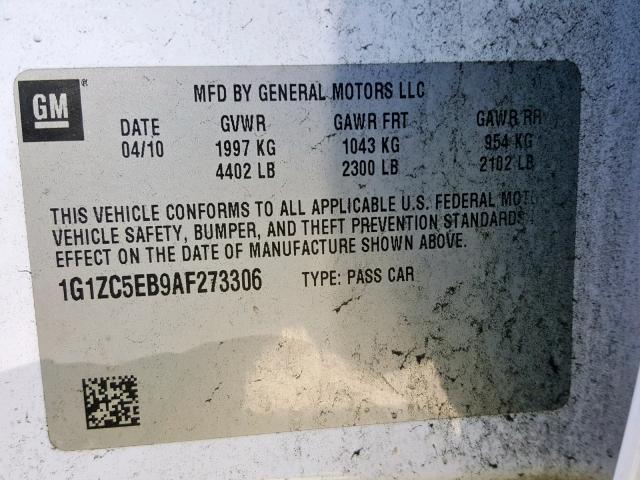 GM®
MFD BY GENERAL MOTORS LLC
DATE GVWR GAWR FRT GAWR RR
04/10 1997 KG 1043 KG 954 KG
4402 LB 2300 LB 2102 LB
THIS VEHICLE CONFORMS TO ALL APPLICABLE U.S. FEDERAL MOTOR
VEHICLE SAFETY, BUMPER, AND THEFT PREVENTION STANDARDS IN
EFFECT ON THE DATE OF MANUFACTURE SHOWN ABOVE.
1G1ZC5EB9AF273306 TYPE: PASS CAR